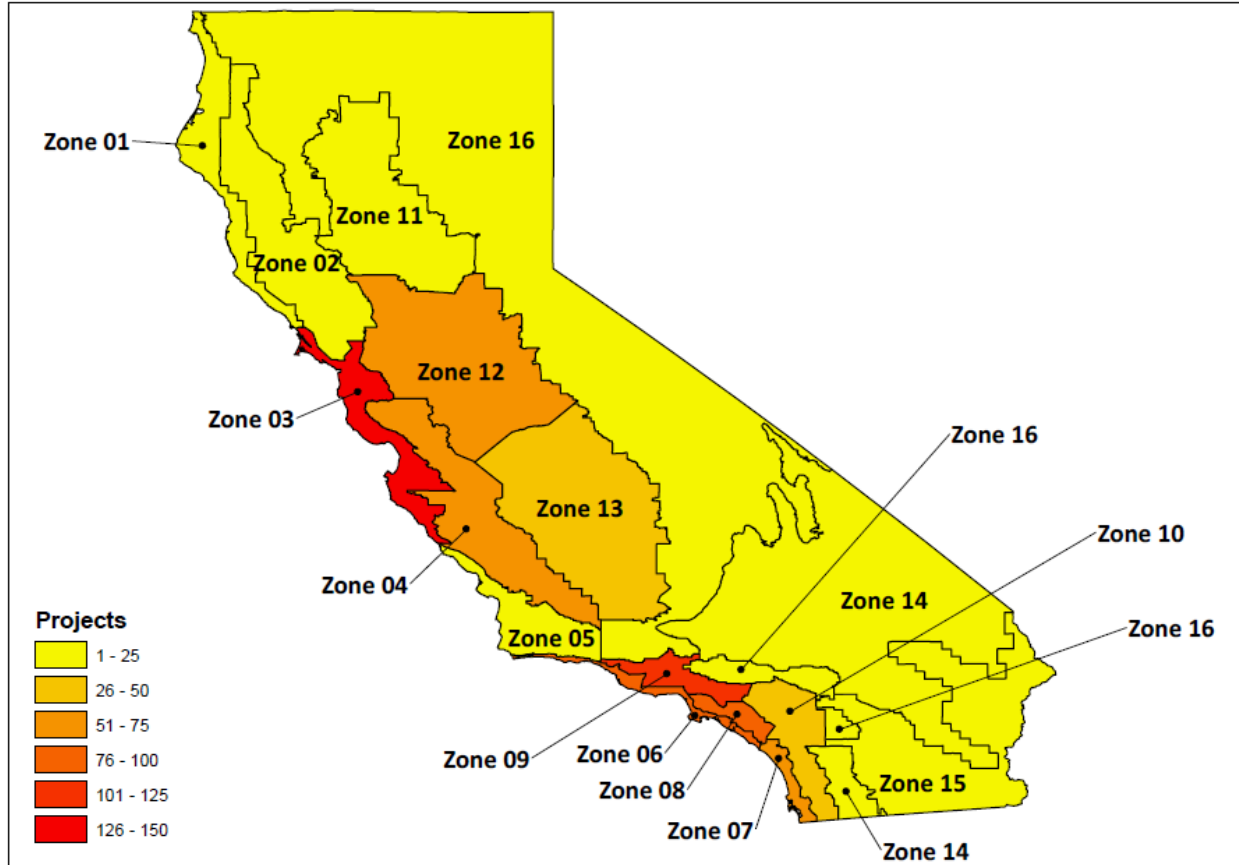 Zone 01
Zone 16
Zone 11
Zone 02
Zone 12
Zone 03
Zone 16
Zone 13
Zone 10
Zone 04
Zone 14
Zone 16
Zone 05
Zone 09
Zone 06
Zone 08
Zone 07
Zone 15
Zone 14
Projects
1 - 25
26 - 50
51 - 75
76 - 100
101 - 125
126 - 150